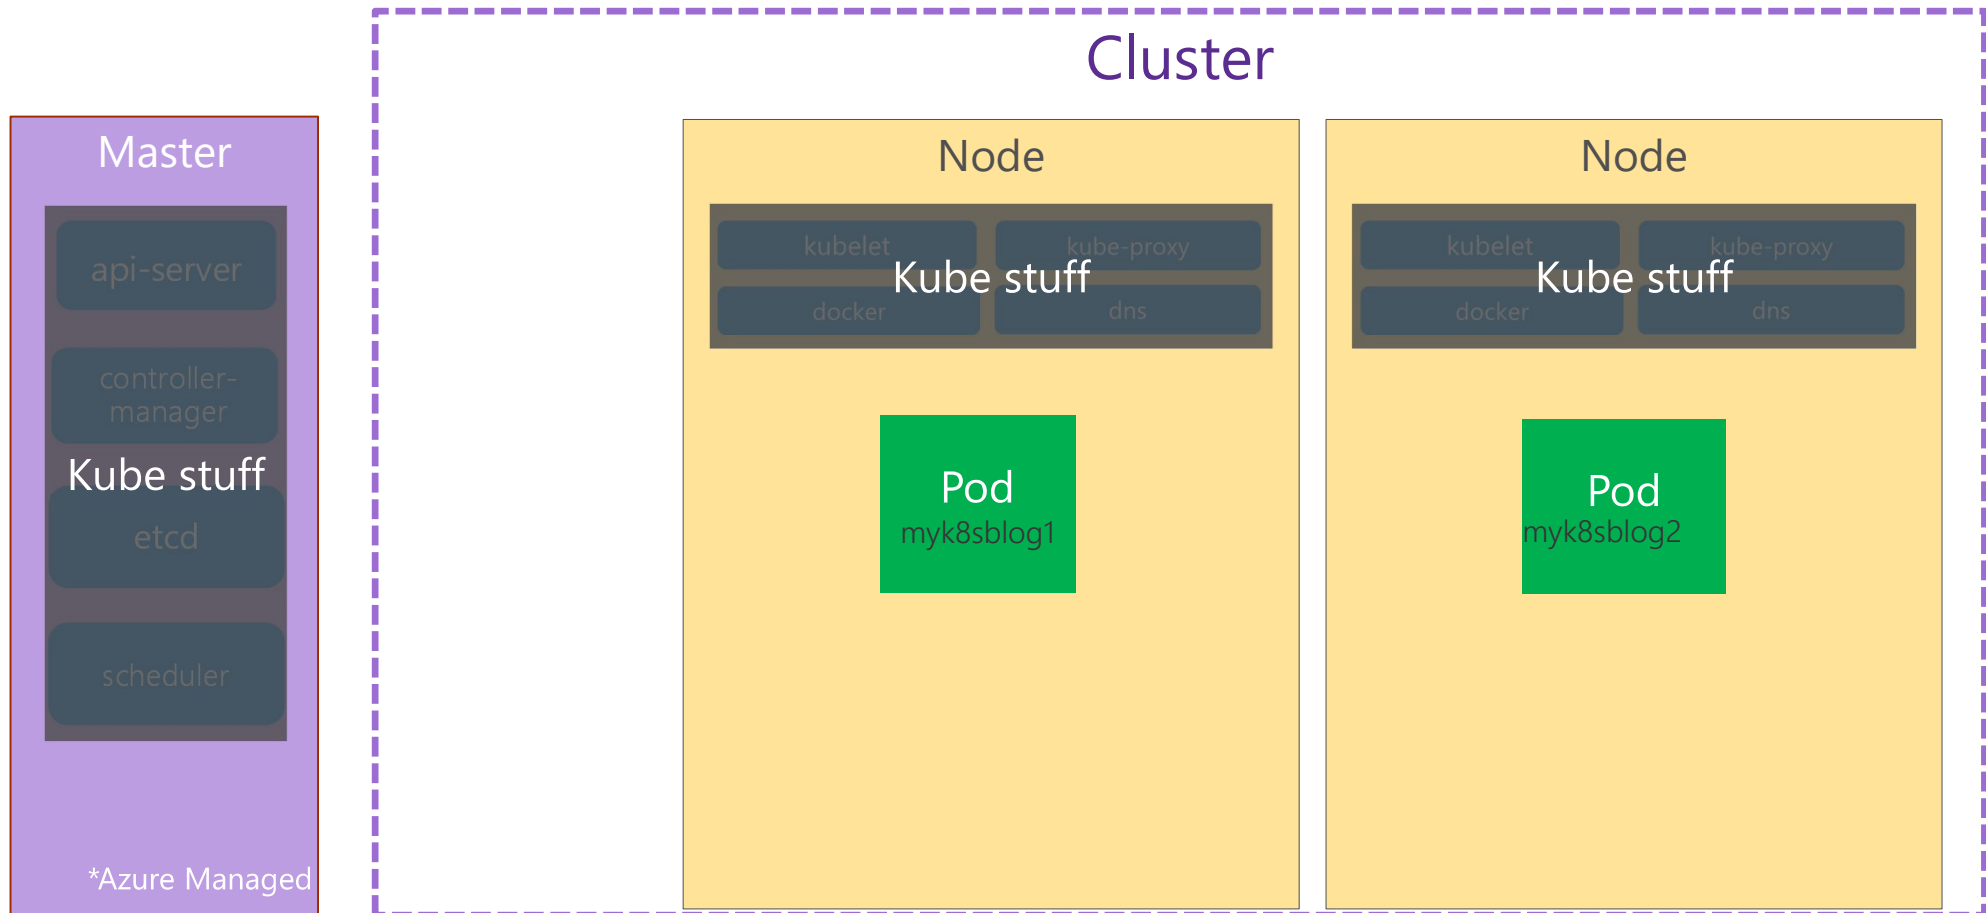 Cluster
Master
api-server
controller-
manager
Kube stuff
etcd
scheduler
*Azure Managed
Node
kubelet
kube-proxy
Kube stuff
docker
dns
Pod
myk8sblog1
Node
kubelet
kube-proxy
Kube stuff
docker
dns
Pod
myk8sblog2